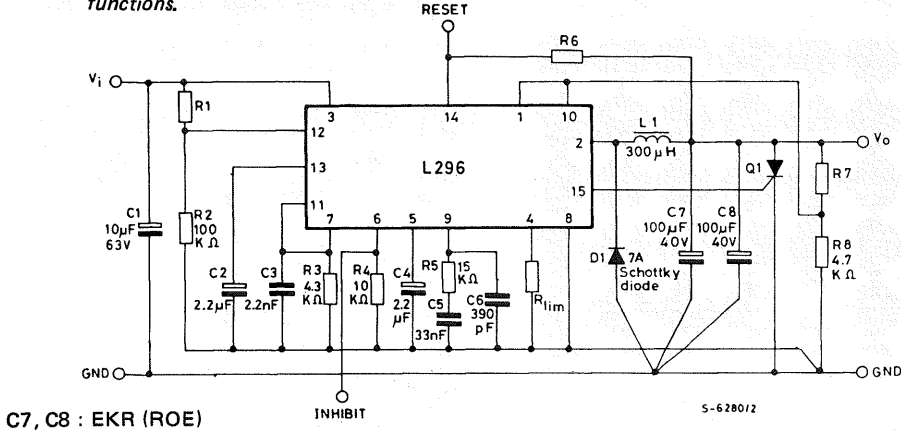 functions.
RESET
R6
Vi
R1
3
14
1
10
12
13
11
L296
2
15
7
6
5
9
4
8
L1
300µH
Vo
Q1
R7
C1
10µF
63V
R2
100
KΩ
C2
2.2µF
C3
2.2nF
R3
4.3
KΩ
R4
10
KΩ
C4
2.2
µF
R5
15
KΩ
C5
33nF
C6
390
pF
Rlim
D1
7A
Schottky
diode
C7
100µF
40V
C8
100µF
40V
R8
4.7
KΩ
GND
GND
INHIBIT
S-6280/2
C7, C8 : EKR (ROE)